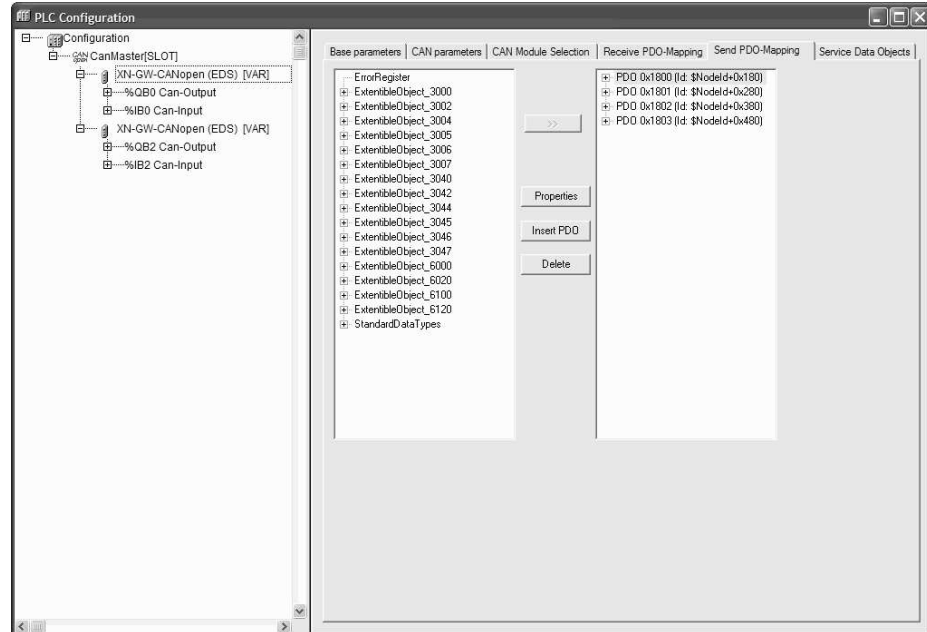 PLC Configuration
Configuration
CAN open CanMaster[SLOT]
XN-GW-CANopen (EDS) [VAR]
%QB0 Can-Output
%IB0 Can-Input
XN-GW-CANopen (EDS) [VAR]
%QB2 Can-Output
%IB2 Can-Input
Base parameters
CAN parameters
CAN Module Selection
Receive PDO-Mapping
Send PDO-Mapping
Service Data Objects
ErrorRegister
ExtentibleObject_3000
ExtentibleObject_3002
ExtentibleObject_3004
ExtentibleObject_3005
ExtentibleObject_3006
ExtentibleObject_3007
ExtentibleObject_3040
ExtentibleObject_3042
ExtentibleObject_3044
ExtentibleObject_3045
ExtentibleObject_3046
ExtentibleObject_3047
ExtentibleObject_6000
ExtentibleObject_6020
ExtentibleObject_6100
ExtentibleObject_6120
StandardDataTypes
>>
Properties
Insert PDO
Delete
PDO 0x1800 (Id: $NodeId+0x180)
PDO 0x1801 (Id: $NodeId+0x280)
PDO 0x1802 (Id: $NodeId+0x380)
PDO 0x1803 (Id: $NodeId+0x480)